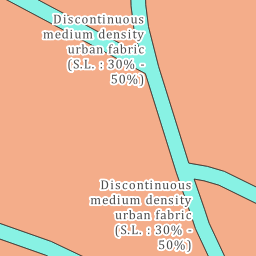 Discontinuous
medium density
urban fabric
(S.L. : 30% -
50%)
Discontinuous
medium density
urban fabric
(S.L. : 30% -
50%)